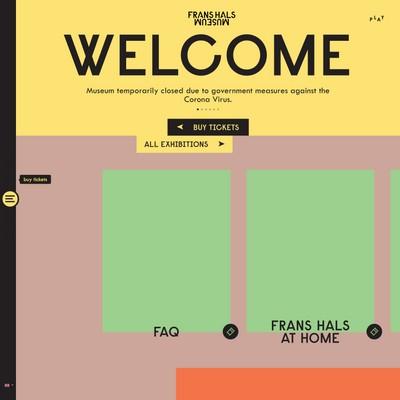 FRANS HALS
MUSEUM
PLAY
WELCOME
Museum temporarily closed due to government measures against the
Corona Virus.
BUY TICKETS
ALL EXHIBITIONS
buy tickets
FAQ
FRANS HALS
AT HOME